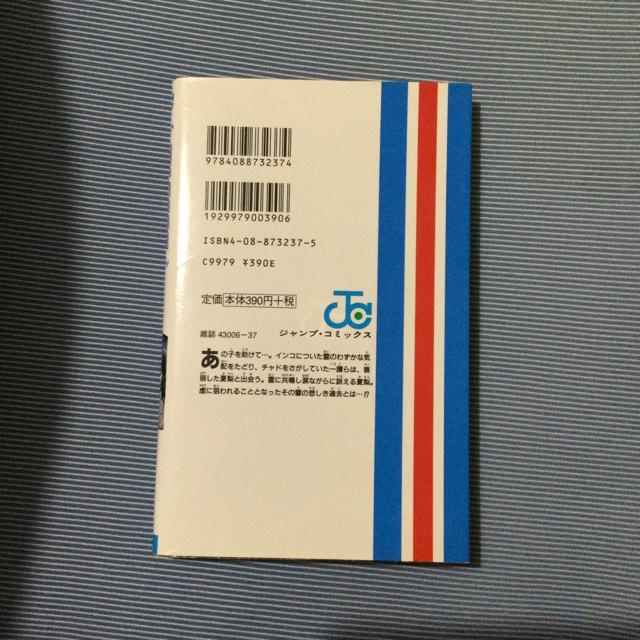 9784088732374
1929979003906
ISBN4-08-873237-5
C9979 ¥390E
定価 本体390円+税
JC
ジャンプ・コミックス
雑誌 43006-37
あの子を助けて…。インコについた霊のわずかな気
配をたどり、チャドをさがしていた一護らは、衰
弱した夏梨と出会う。霊に共鳴し涙ながらに訴える夏梨。
虚に狙われることとなったその霊の悲しき過去とは…!?